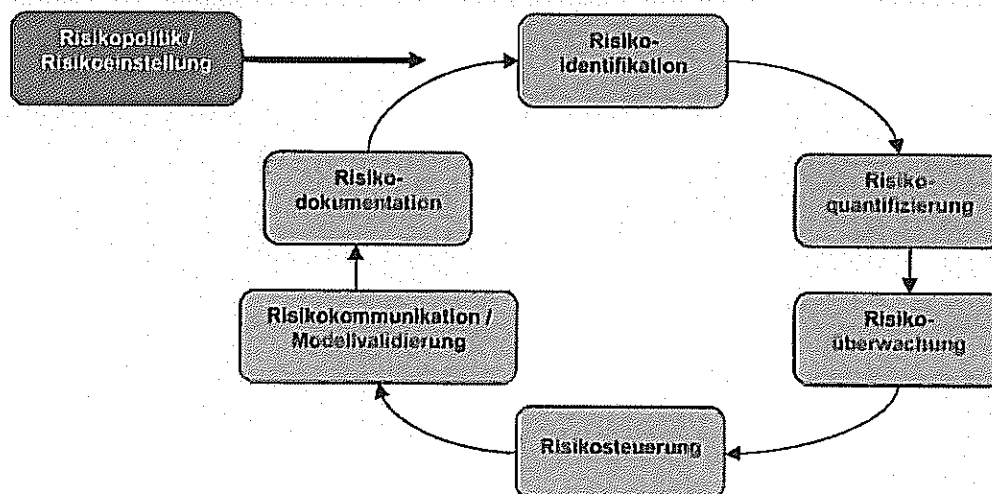 Risikopolitik /
Risikoeinstellung
Risiko-
identifikation
Risiko-
quantifizierung
Risiko-
überwachung
Risikosteuerung
Risikokommunikation /
Modellvalidierung
Risiko-
dokumentation